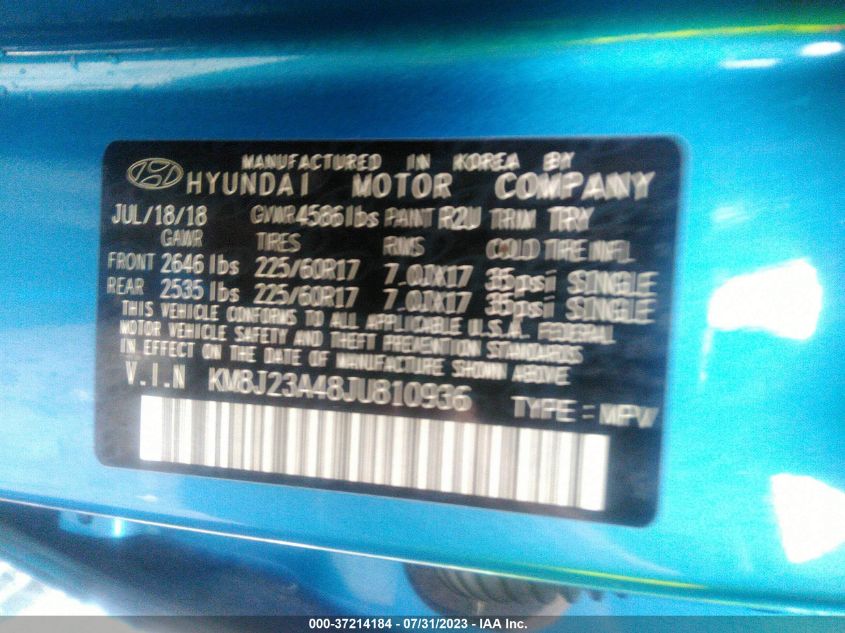 MANUFACTURED IN KOREA BY
HYUNDAI MOTOR COMPANY
JUL/18/18 GVWR 4586 lbs PAINT R2U TRIM TRY
GAWR TIRES RMS COLD TIRE INFL
FRONT 2646 lbs 225/60R17 7.0JX17 35psi SINGLE
REAR 2535 lbs 225/60R17 7.0JX17 35psi SINGLE
THIS VEHICLE CONFORMS TO ALL APPLICABLE U.S.A. FEDERAL
MOTOR VEHICLE SAFETY AND THEFT PREVENTION STANDARDS
IN EFFECT ON THE DATE OF MANUFACTURE SHOWN ABOVE.
V.I.N KM8J23A48JU810936 TYPE = MPV
000-37214184 - 07/31/2023 - IAA Inc.